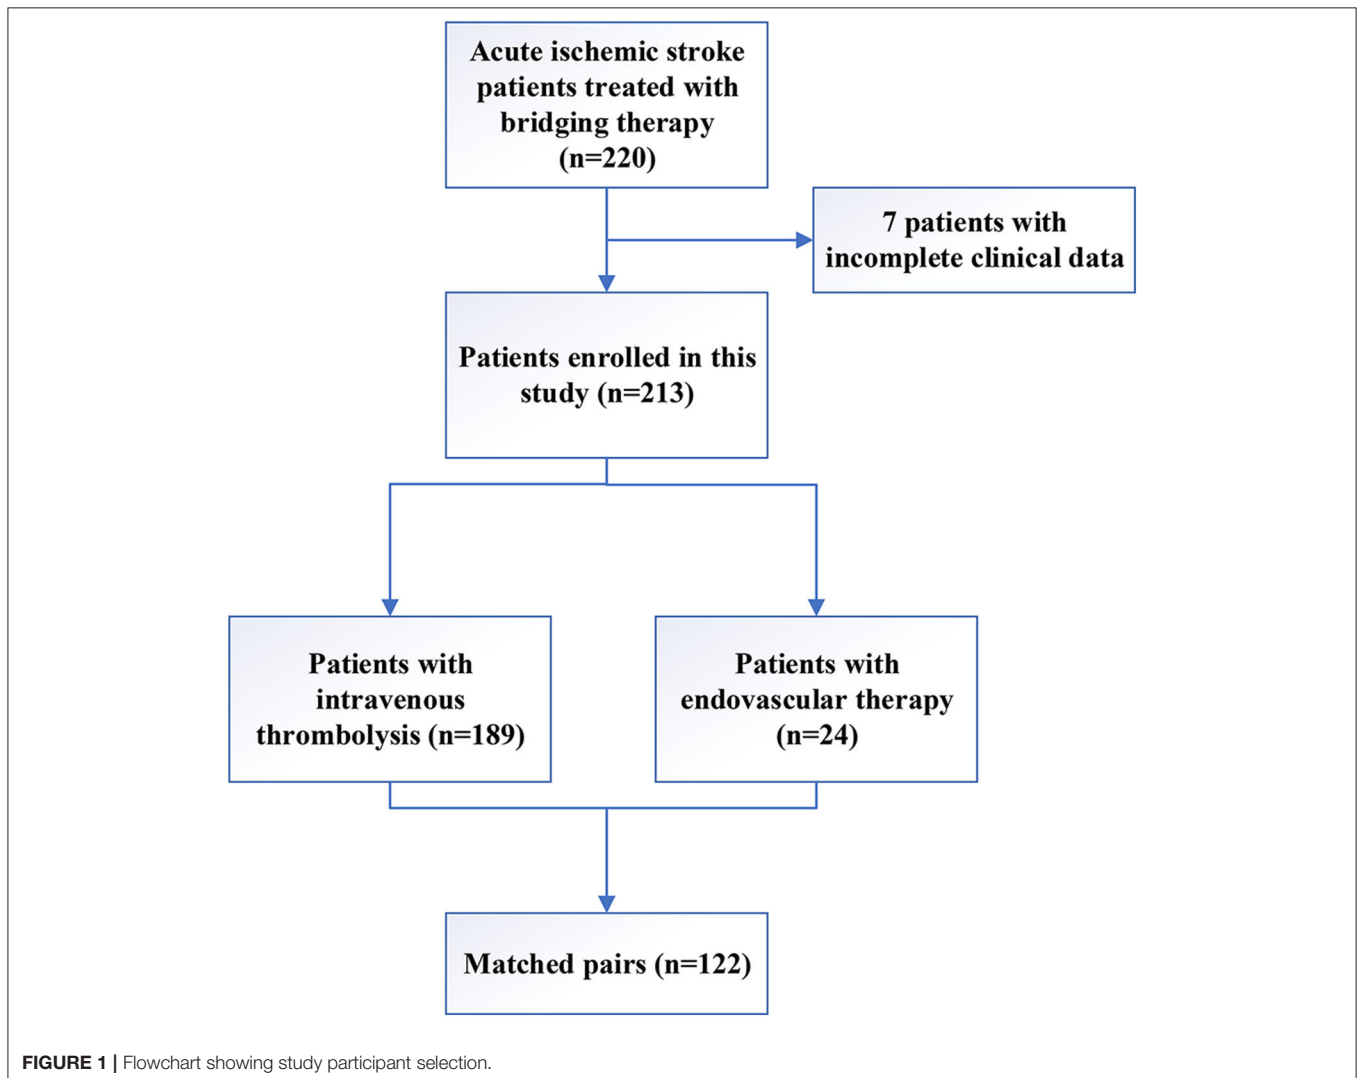 Acute ischemic stroke
patients treated with
bridging therapy
(n=220)
7 patients with
incomplete clinical data
Patients enrolled in this
study (n=213)
Patients with
intravenous
thrombolysis (n=189)
Patients with
endovascular therapy
(n=24)
Matched pairs (n=122)
FIGURE 1 | Flowchart showing study participant selection.